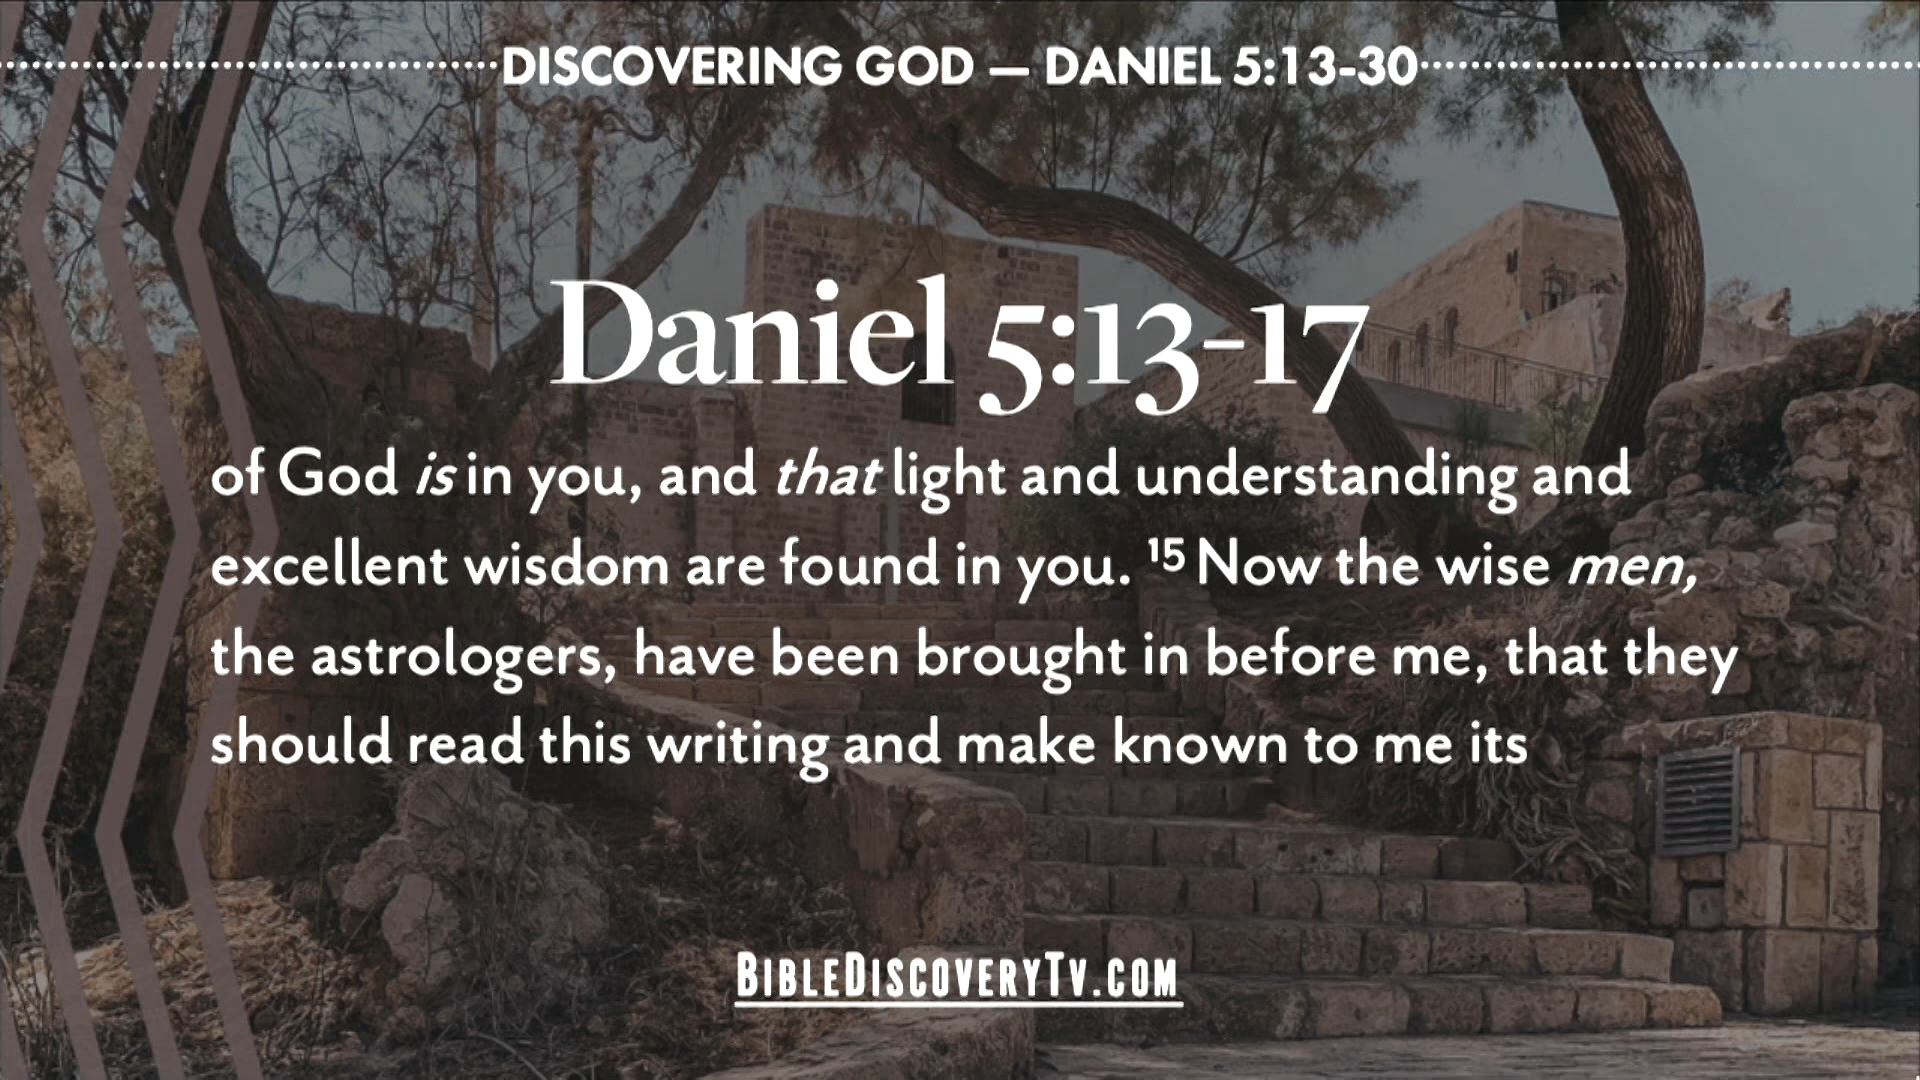 DISCOVERING GOD — DANIEL 5:13-30
Daniel 5:13-17
of God is in you, and that light and understanding and
excellent wisdom are found in you. ¹⁵ Now the wise men,
the astrologers, have been brought in before me, that they
should read this writing and make known to me its
BIBLEDISCOVERYTV.COM